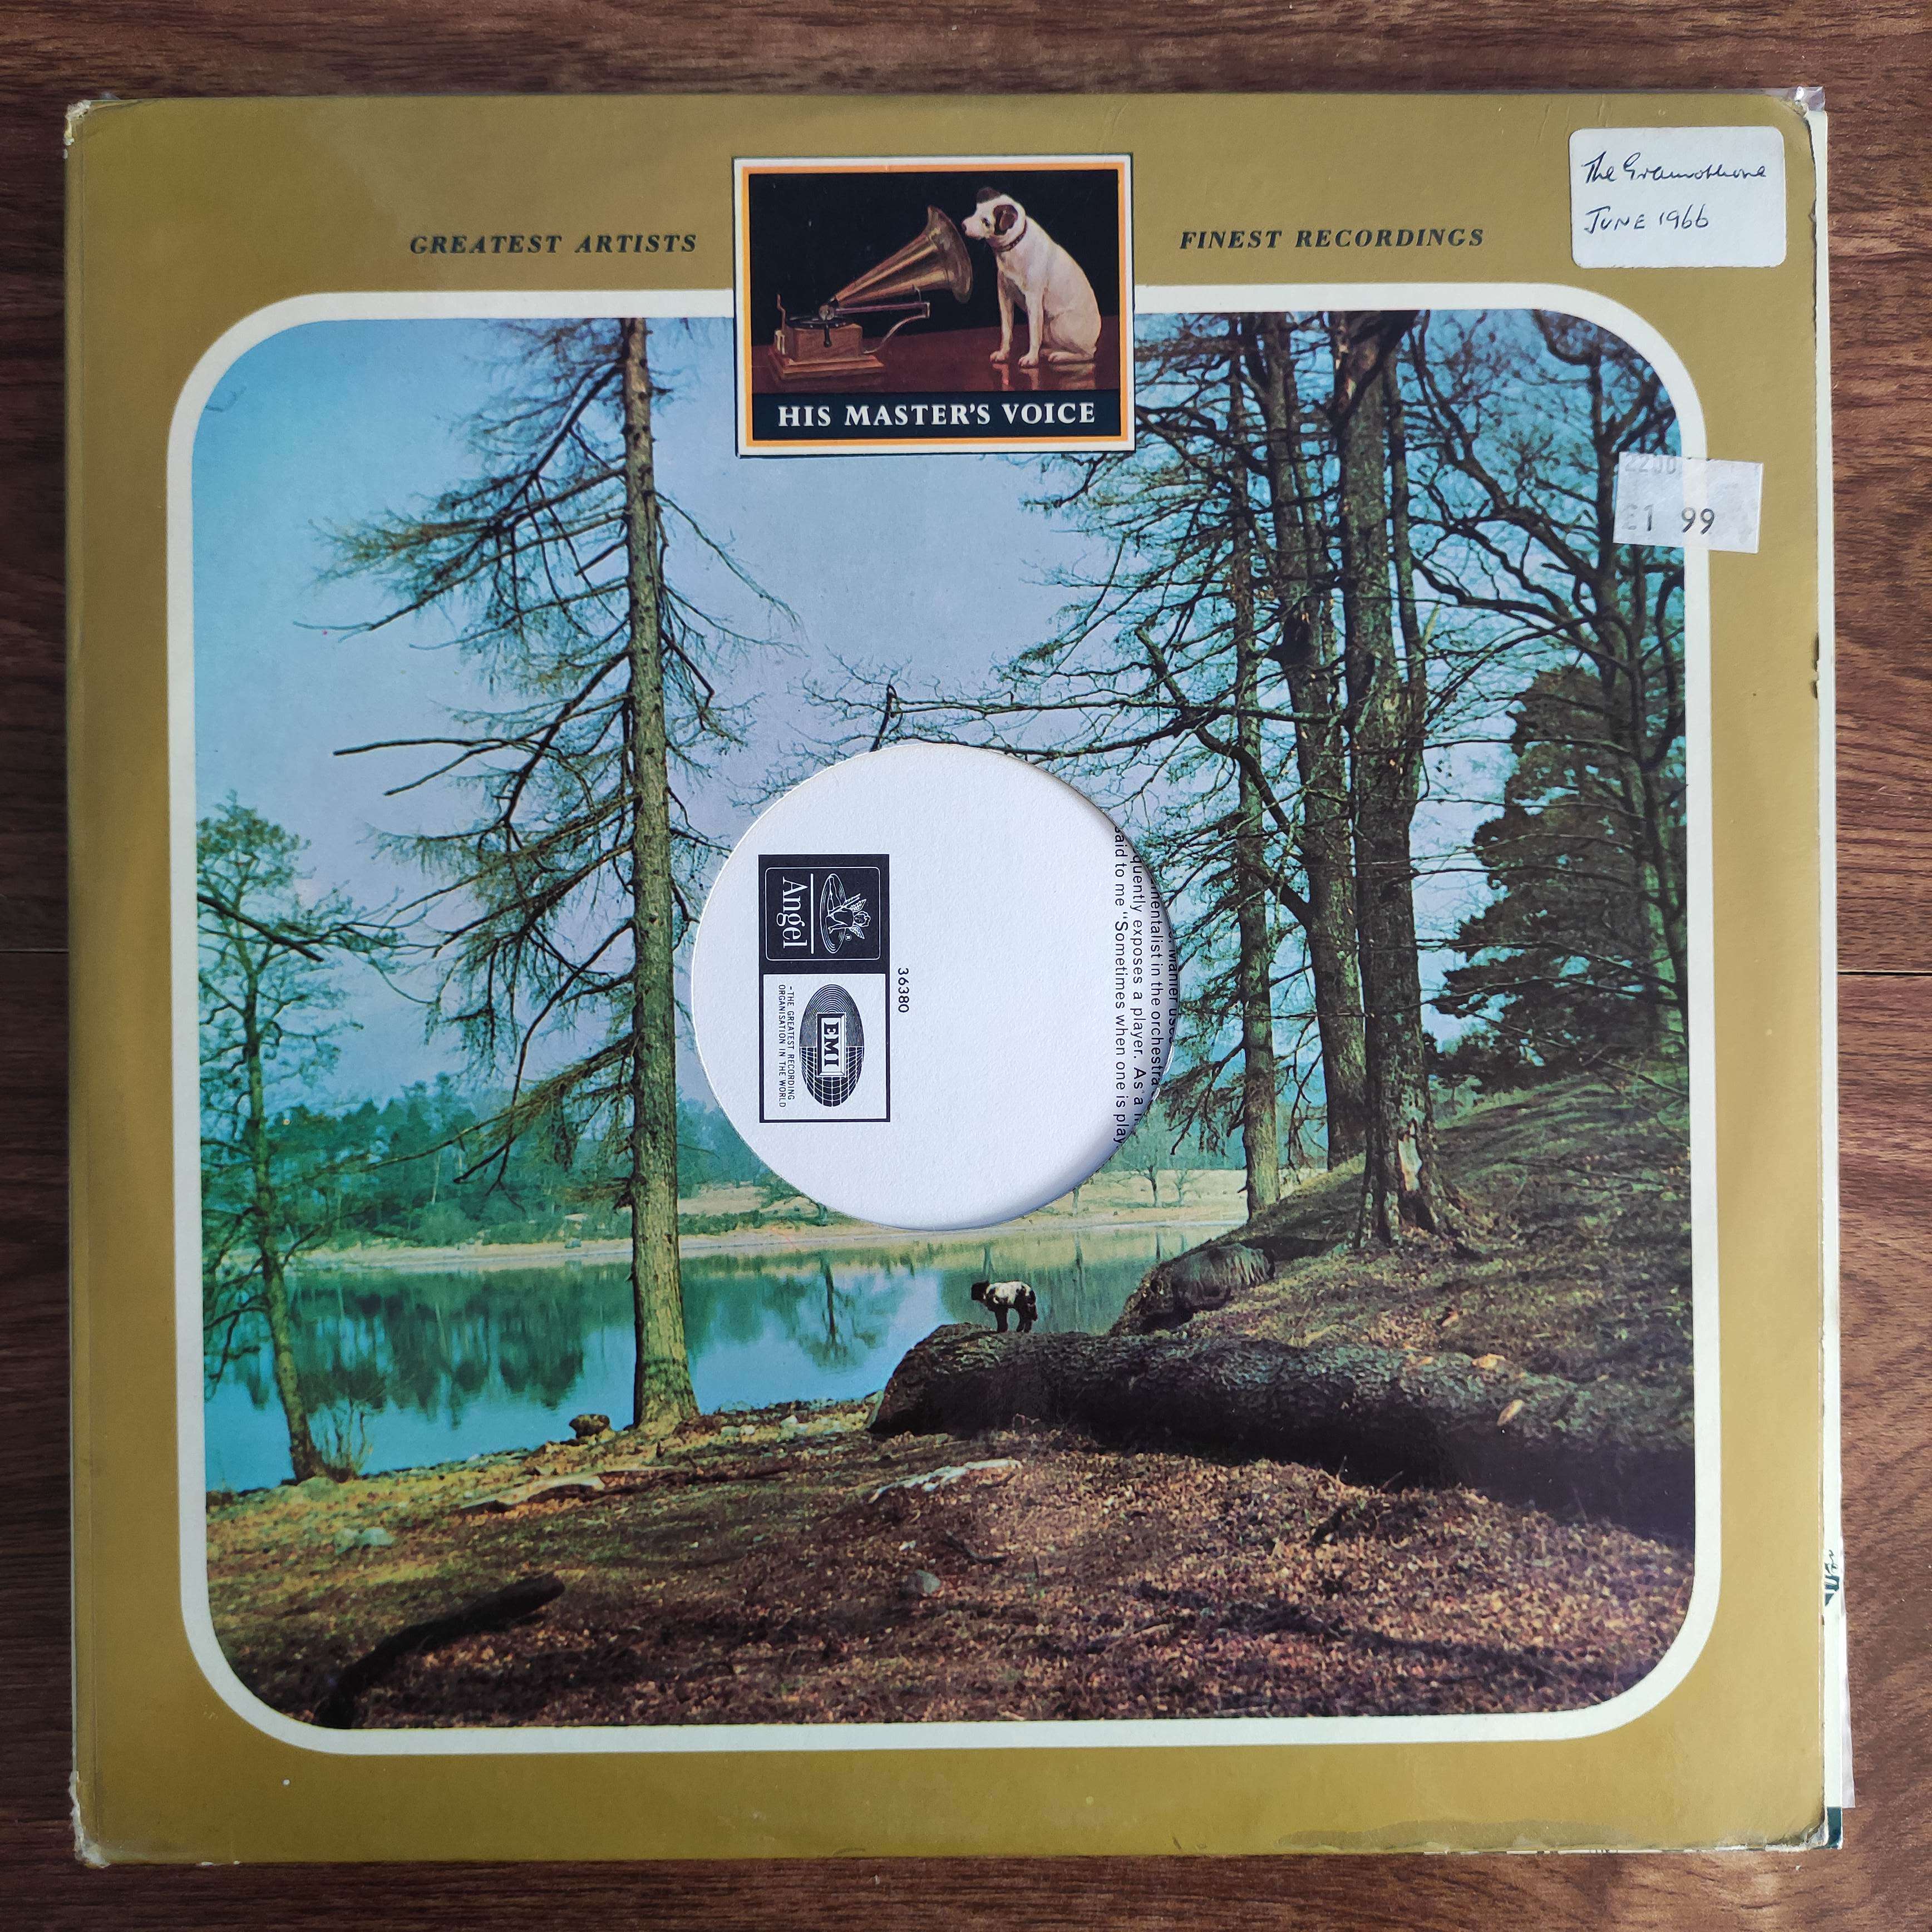 The Gramophone
JUNE 1966
GREATEST ARTISTS
FINEST RECORDINGS
HIS MASTER'S VOICE
£1 99
mentalist in the orchestra
quently exposes a player. As a
said to me "Sometimes when one is play
36380
Angel
EMI
-THE GREATEST RECORDING
ORGANISATION IN THE WORLD